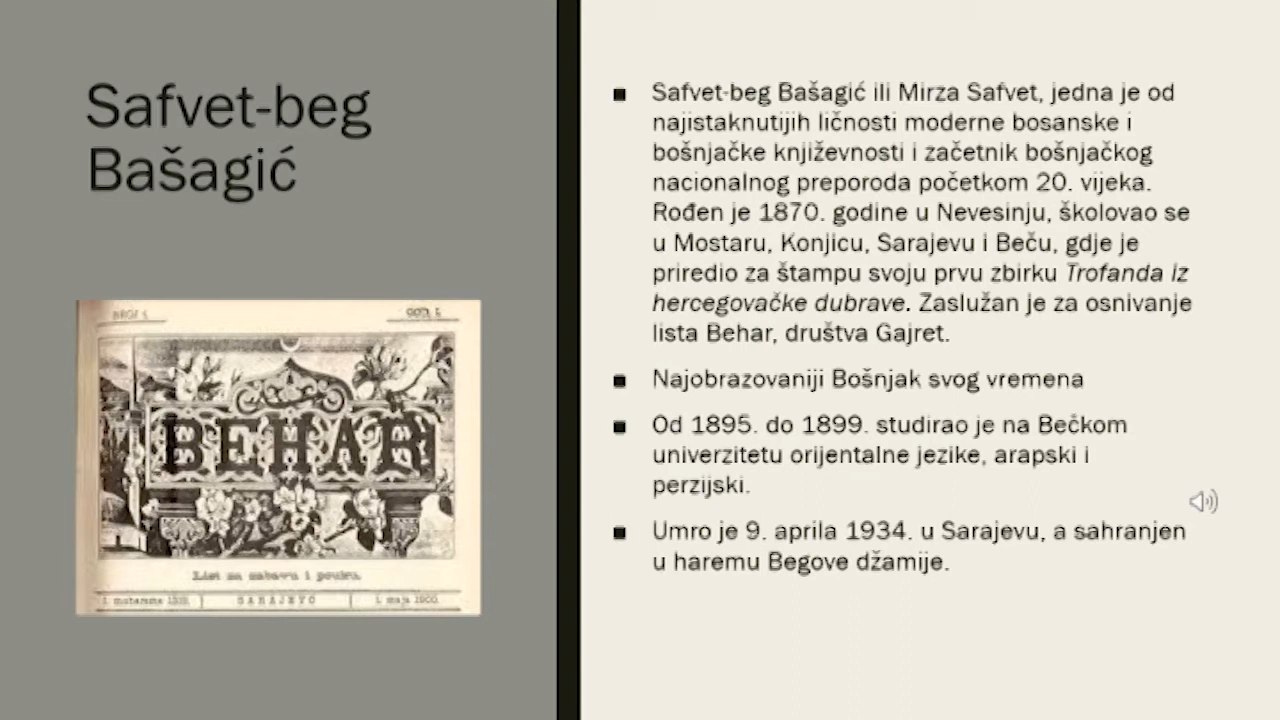 Safvet-beg
Bašagić
BROJ 1.
GOD. I.
BEHAR
List za zabavu i pouku.
SARAJEVO
1. maja 1900.
Safvet-beg Bašagić ili Mirza Safvet, jedna je od
najistaknutijih ličnosti moderne bosanske i
bošnjačke književnosti i začetnik bošnjačkog
nacionalnog preporoda početkom 20. vijeka.
Rođen je 1870. godine u Nevesinju, školovao se
u Mostaru, Konjicu, Sarajevu i Beču, gdje je
priredio za štampu svoju prvu zbirku Trofanda iz
hercegovačke dubrave. Zaslužan je za osnivanje
lista Behar, društva Gajret.
Najobrazovaniji Bošnjak svog vremena
Od 1895. do 1899. studirao je na Bečkom
univerzitetu orijentalne jezike, arapski i
perzijski.
Umro je 9. aprila 1934. u Sarajevu, a sahranjen
u haremu Begove džamije.